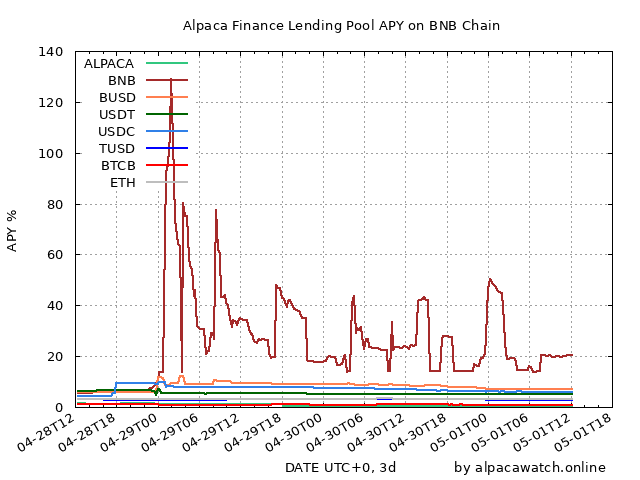 Alpaca Finance Lending Pool APY on BNB Chain
APY %
140
120
100
80
60
40
20
0
ALPACA
BNB
BUSD
USDT
USDC
TUSD
BTCB
ETH
04-28T12
04-28T18
04-29T00
04-29T06
04-29T12
04-29T18
04-30T00
04-30T06
04-30T12
04-30T18
05-01T00
05-01T06
05-01T12
05-01T18
DATE UTC+0, 3d
by alpacawatch.online